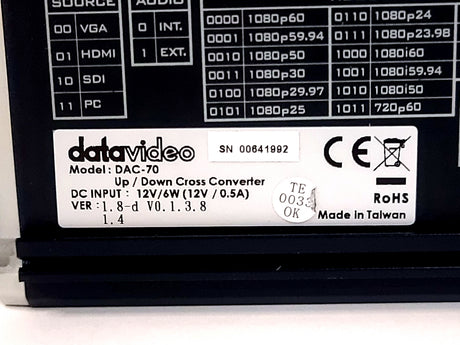 SOURCE AUDIO
00 VGA 0 INT.
01 HDMI 1 EXT.
10 SDI
11 PC
0000 1080p60 0110 1080p24
0001 1080p59.94 0111 1080p23.98
0010 1080p50 1000 1080i60
0011 1080p30 1001 1080i59.94
0100 1080p29.97 1010 1080i50
0101 1080p25 1011 720p60
datavideo SN 00641992 CE
Model: DAC-70
Up / Down Cross Converter
DC INPUT: 12V/6W (12V / 0.5A)
VER : 1.8-d V0.1.3.8
1.4
TE
OK
RoHS
Made in Taiwan